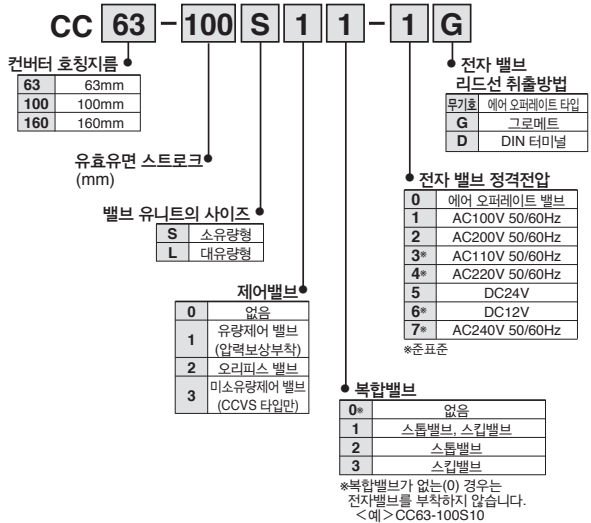 CC 63 - 100 S 1 1 - 1 G
컨버터 호칭지름
63 63mm
100 100mm
160 160mm
유효유면 스트로크
(mm)
밸브 유니트의 사이즈
S 소유량형
L 대유량형
제어밸브
0 없음
1 유량제어 밸브
(압력보상부착)
2 오리피스 밸브
3 미소유량제어 밸브
(CCVS 타입만)
전자 밸브
리드선 취출방법
무기호 에어 오퍼레이트 타입
G 그로메트
D DIN 터미널
전자 밸브 정격전압
0 에어 오퍼레이트 밸브
1 AC100V 50/60Hz
2 AC200V 50/60Hz
3※ AC110V 50/60Hz
4※ AC220V 50/60Hz
5 DC24V
6※ DC12V
7※ AC240V 50/60Hz
※준표준
복합밸브
0※ 없음
1 스톱밸브, 스킵밸브
2 스톱밸브
3 스킵밸브
※복합밸브가 없는(0) 경우는
전자밸브를 부착하지 않습니다.
<예>CC63-100S10